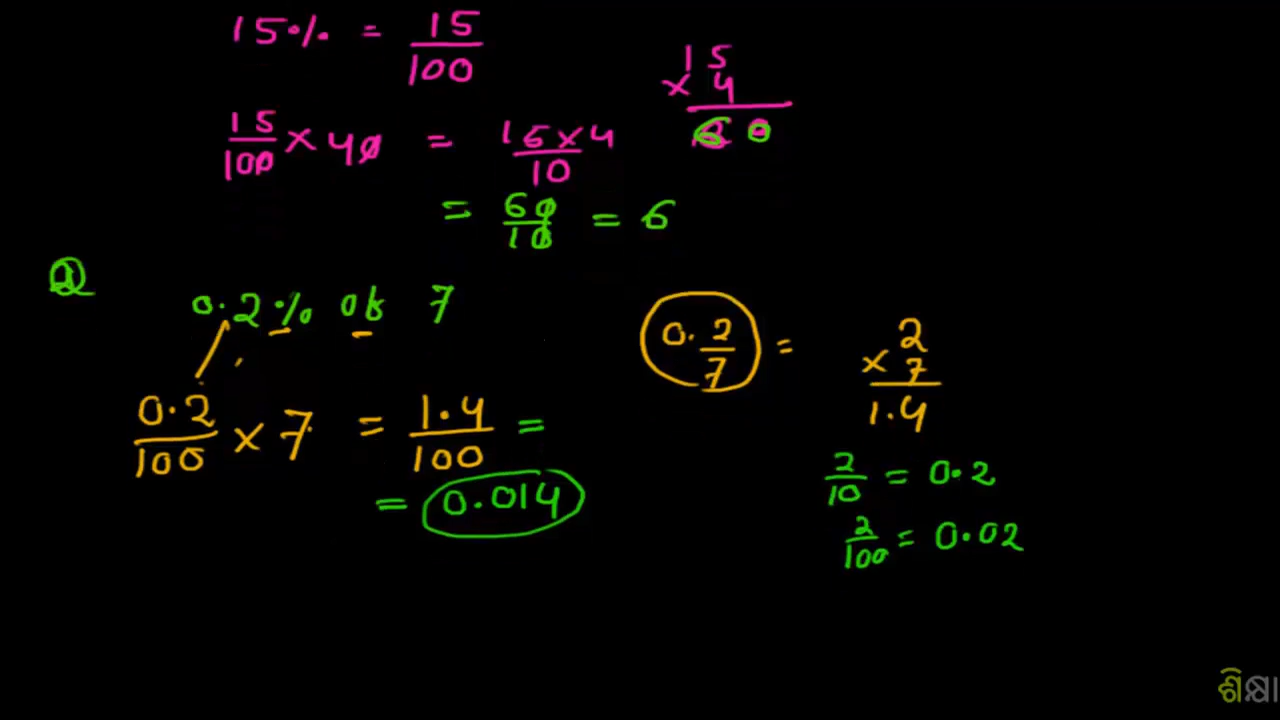 15% = 15/100
15
× 4
60
15/100 × 40 = 15×4/10
= 60/10 = 6
Q
0.2% of 7
0.2/7 =
2
× 7
1.4
0.2/100 × 7 = 1.4/100 =
= 0.014
2/10 = 0.2
2/100 = 0.02
ଶିକ୍ଷା